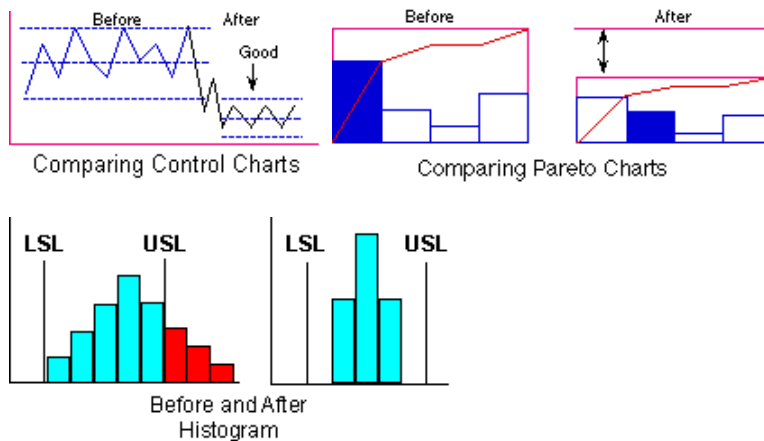 Before
After
Good
Comparing Control Charts
Before
After
Comparing Pareto Charts
LSL
USL
LSL
USL
Before and After
Histogram